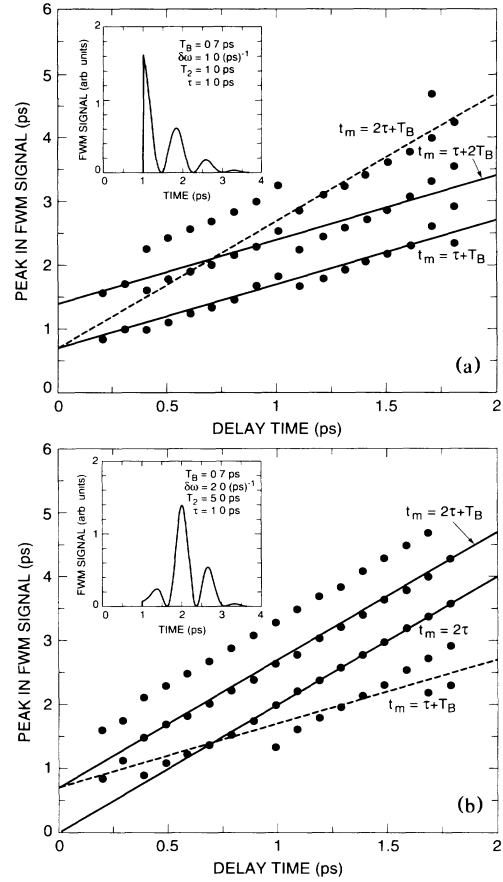 6
5
4
3
2
1
0
PEAK IN FWM SIGNAL (ps)
2
1
0
FWM SIGNAL (arb units)
T_B = 0 7 ps
δω = 1 0 (ps)⁻¹
T_2 = 1 0 ps
τ = 1 0 ps
0 1 2 3 4
TIME (ps)
t_m = 2τ+T_B
t_m = τ+2T_B
t_m = τ+T_B
(a)
0 0.5 1 1.5 2
DELAY TIME (ps)
6
5
4
3
2
1
0
PEAK IN FWM SIGNAL (ps)
2
1
0
FWM SIGNAL (arb units)
T_B = 0 7 ps
δω = 2 0 (ps)⁻¹
T_2 = 5 0 ps
τ = 1 0 ps
0 1 2 3 4
TIME (ps)
t_m = 2τ+T_B
t_m = 2τ
t_m = τ+T_B
(b)
0 0.5 1 1.5 2
DELAY TIME (ps)